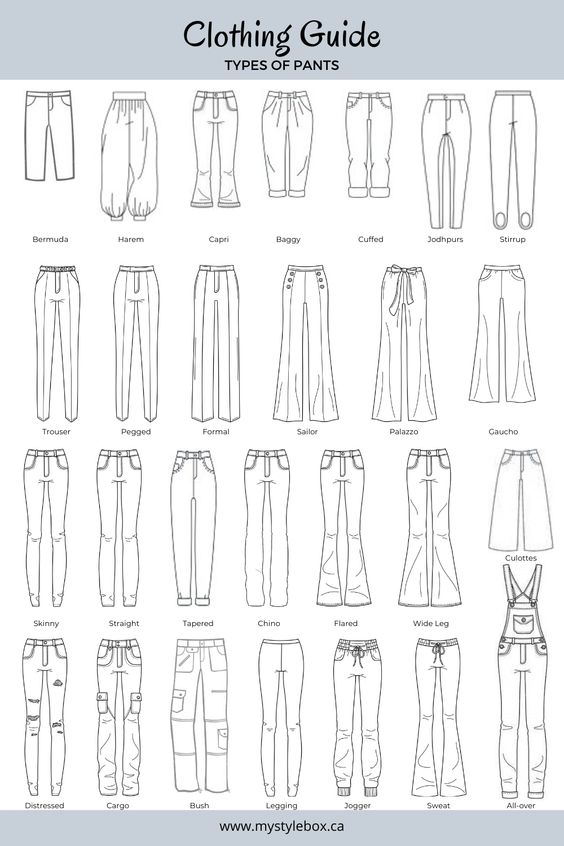 Clothing Guide
TYPES OF PANTS
Bermuda
Harem
Capri
Baggy
Cuffed
Jodhpurs
Stirrup
Trouser
Pegged
Formal
Sailor
Palazzo
Gaucho
Culottes
Skinny
Straight
Tapered
Chino
Flared
Wide Leg
Distressed
Cargo
Bush
Legging
Jogger
Sweat
All-over
www.mystylebox.ca